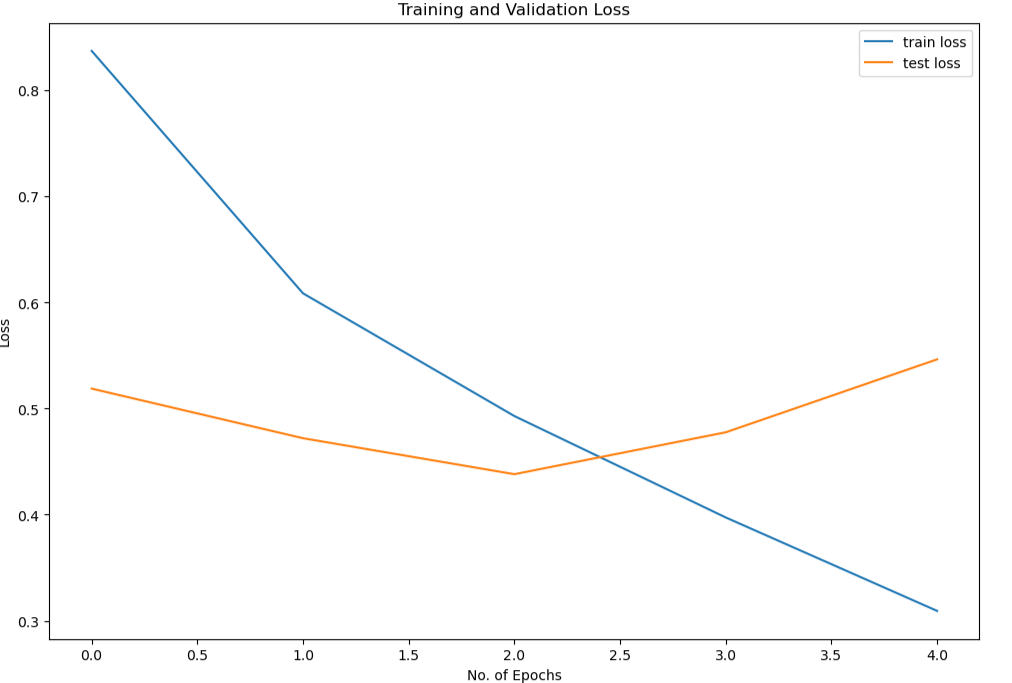 Training and Validation Loss
train loss
test loss
Loss
0.8
0.7
0.6
0.5
0.4
0.3
0.0 0.5 1.0 1.5 2.0 2.5 3.0 3.5 4.0
No. of Epochs